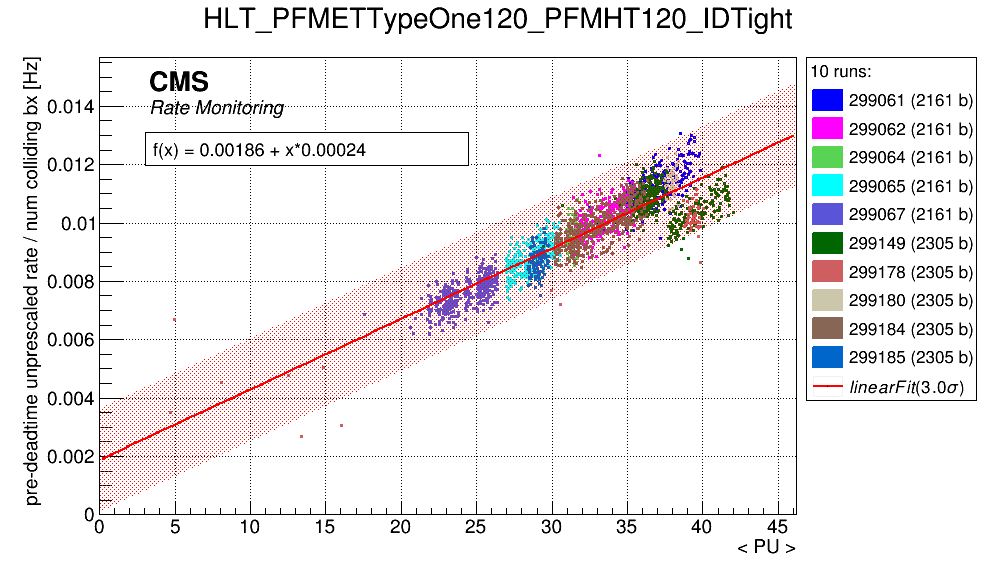 HLT_PFMETTypeOne120_PFMHT120_IDTight
pre-deadtime unprescaled rate / num colliding bx [Hz]
CMS
Rate Monitoring
f(x) = 0.00186 + x*0.00024
0.014
0.012
0.01
0.008
0.006
0.004
0.002
0
0 5 10 15 20 25 30 35 40 45
< PU >
10 runs:
299061 (2161 b)
299062 (2161 b)
299064 (2161 b)
299065 (2161 b)
299067 (2161 b)
299149 (2305 b)
299178 (2305 b)
299180 (2305 b)
299184 (2305 b)
299185 (2305 b)
linearFit(3.0σ)